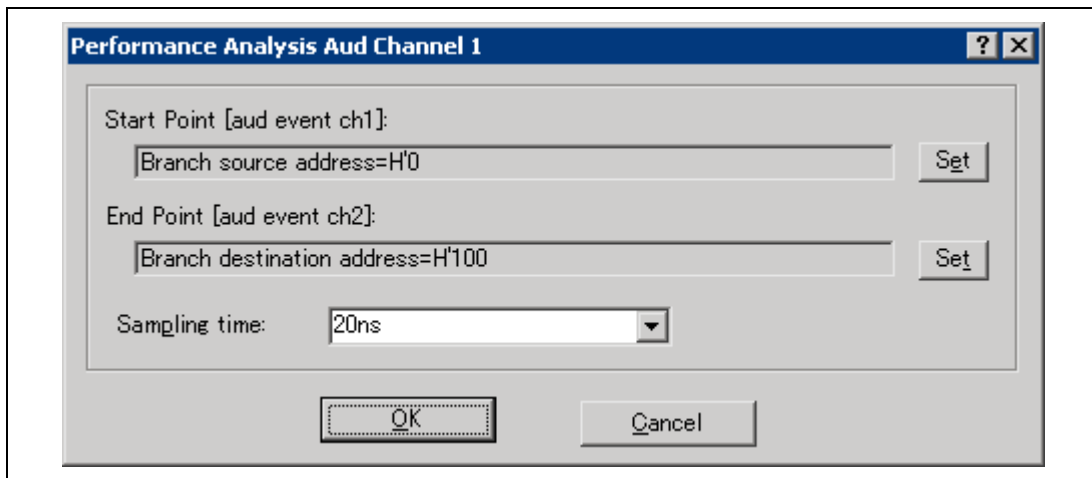 Performance Analysis Aud Channel 1
Start Point [aud event ch1]:
Branch source address=H'0
Set
End Point [aud event ch2]:
Branch destination address=H'100
Set
Sampling time:
20ns
OK
Cancel